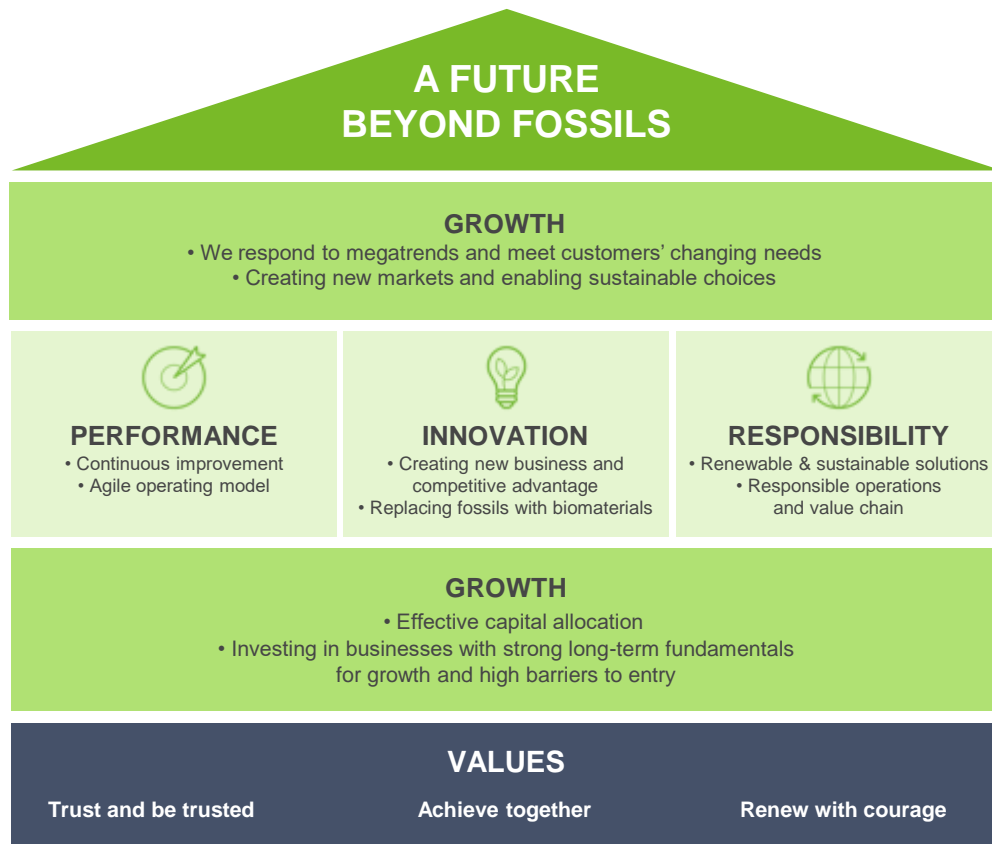 A FUTURE
BEYOND FOSSILS
GROWTH
• We respond to megatrends and meet customers’ changing needs
• Creating new markets and enabling sustainable choices
PERFORMANCE
• Continuous improvement
• Agile operating model
INNOVATION
• Creating new business and
competitive advantage
• Replacing fossils with biomaterials
RESPONSIBILITY
• Renewable & sustainable solutions
• Responsible operations
and value chain
GROWTH
• Effective capital allocation
• Investing in businesses with strong long-term fundamentals
for growth and high barriers to entry
VALUES
Trust and be trusted
Achieve together
Renew with courage